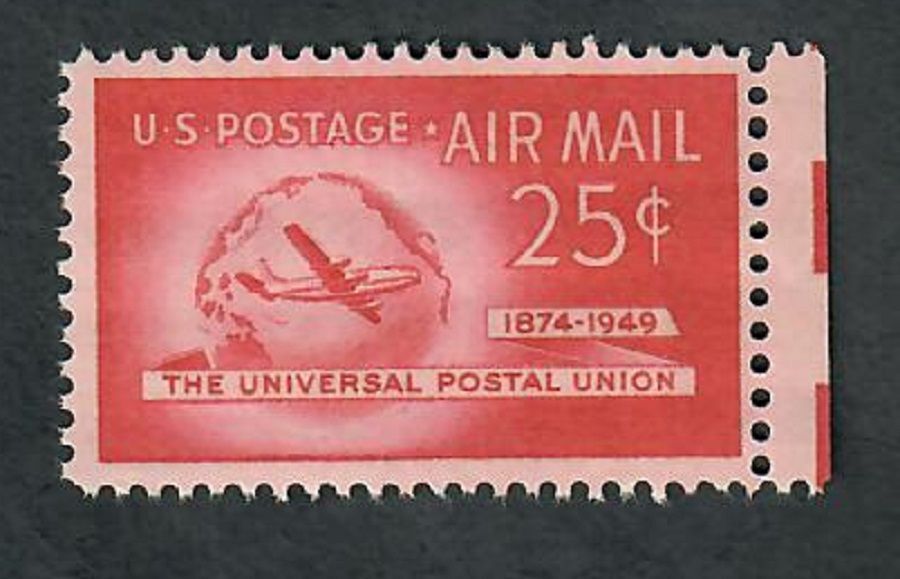 U·S·POSTAGE ★ AIR MAIL
25¢
1874-1949
THE UNIVERSAL POSTAL UNION